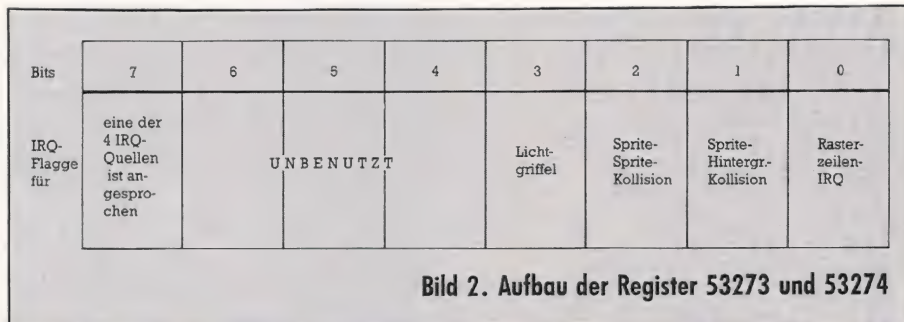 Bits 7 6 5 4 3 2 1 0
IRQ-
Flagge
für
eine der
4 IRQ-
Quellen
ist an-
gespro-
chen
UNBENUTZT
Licht-
griffel
Sprite-
Sprite-
Kollision
Sprite-
Hintergr.-
Kollision
Raster-
zeilen-
IRQ
Bild 2. Aufbau der Register 53273 und 53274